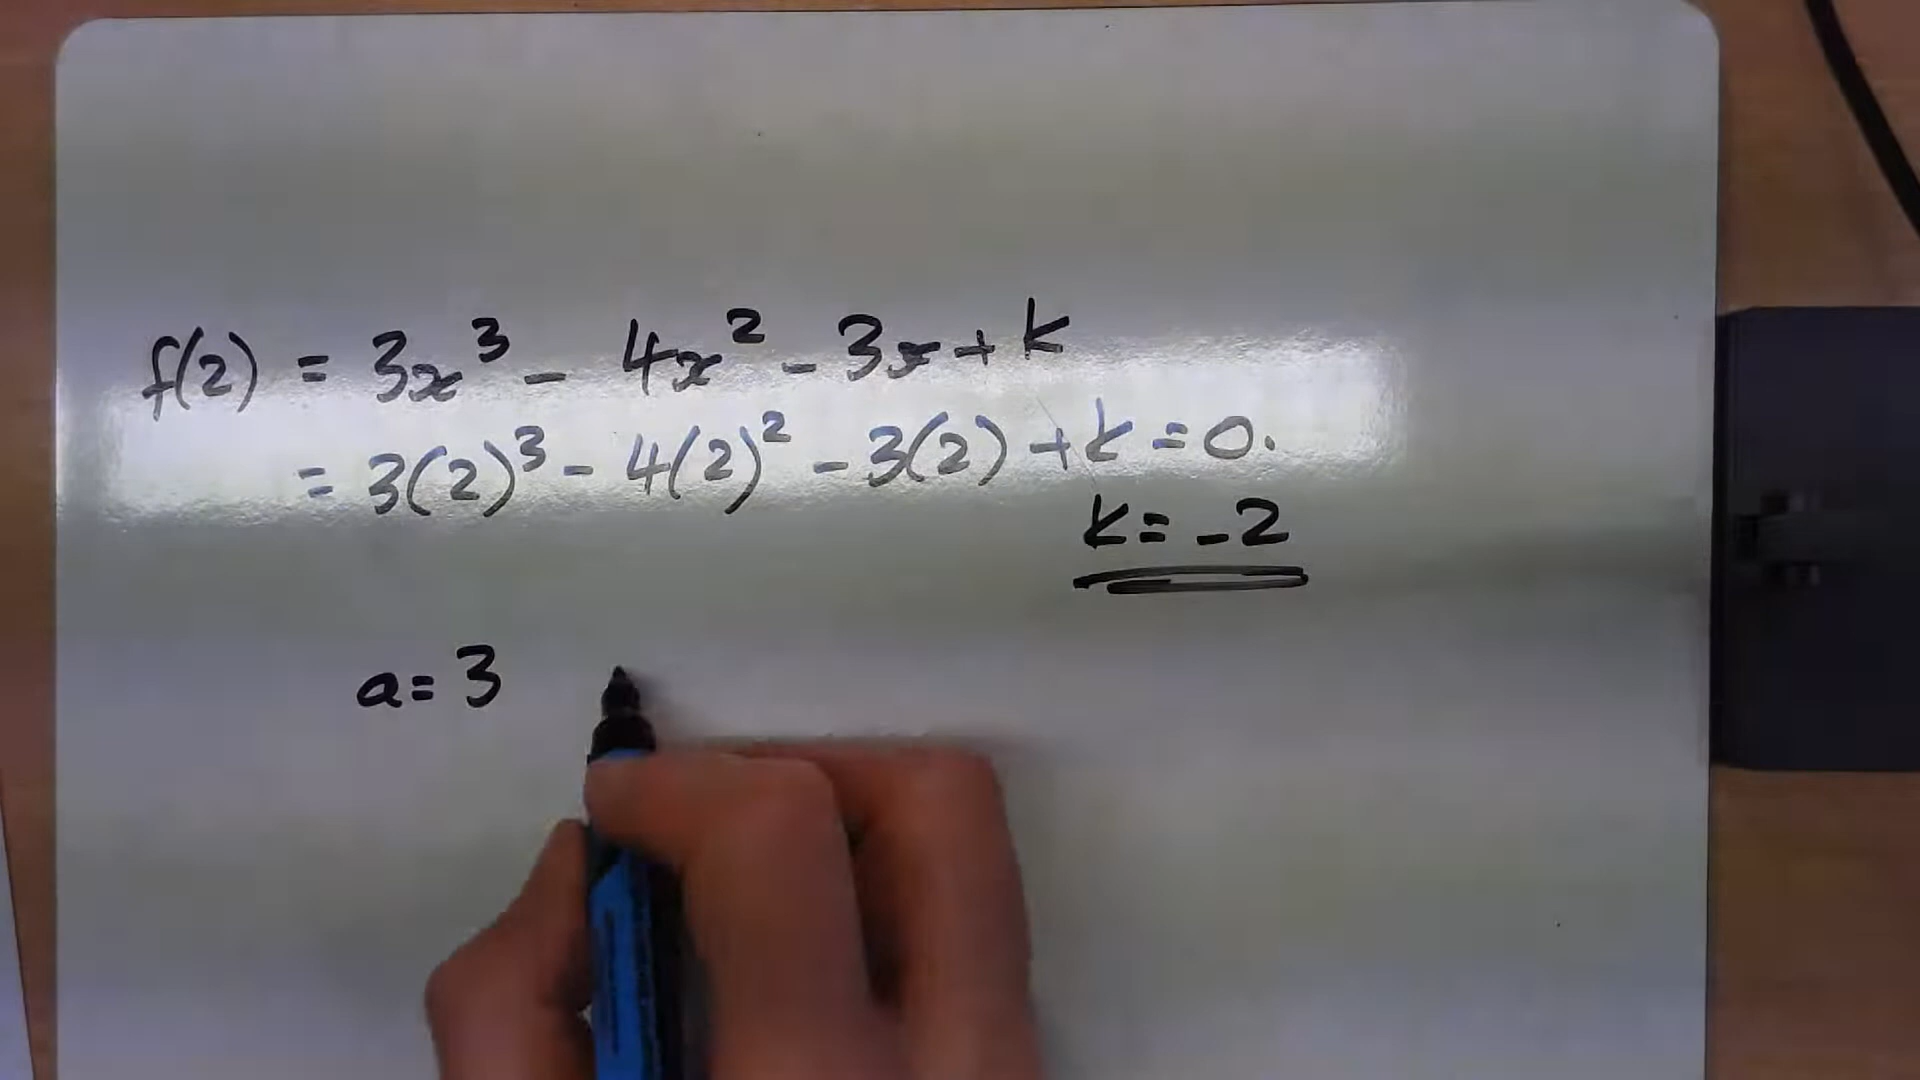 f(2) = 3x³ - 4x² - 3x + k
= 3(2)³ - 4(2)² - 3(2) + k = 0.
k = -2
a = 3